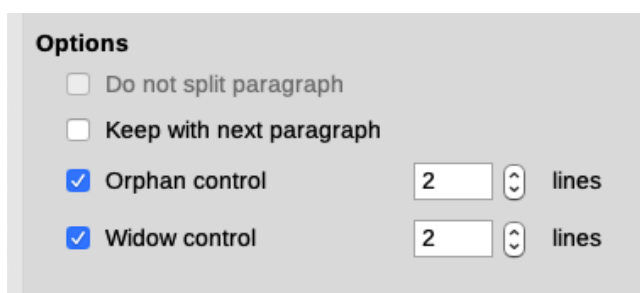 Options
Do not split paragraph
Keep with next paragraph
Orphan control 2 lines
Widow control 2 lines